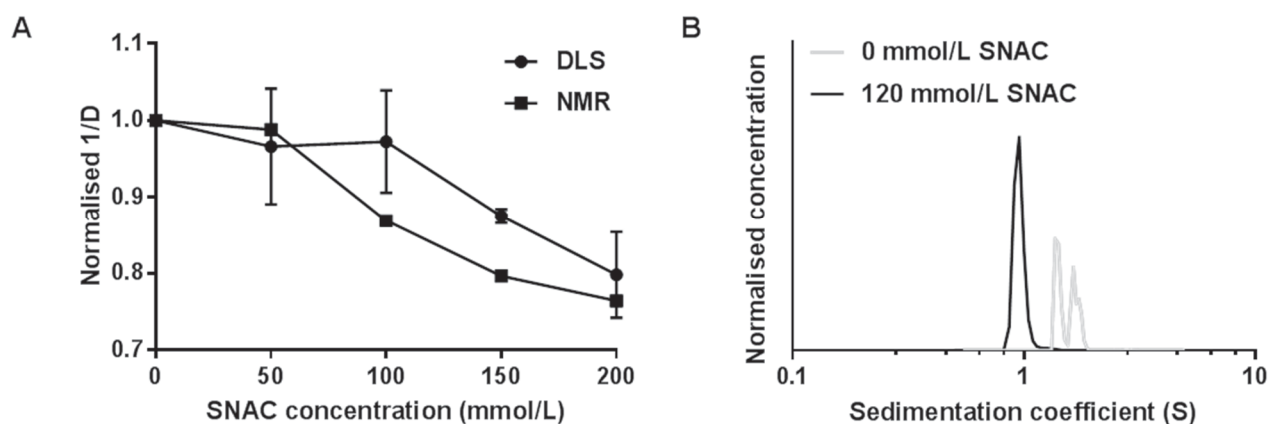 A
Normalised 1/D
1.1
1.0
0.9
0.8
0.7
0
50
100
150
200
SNAC concentration (mmol/L)
DLS
NMR
B
Normalised concentration
0 mmol/L SNAC
120 mmol/L SNAC
0.1
1
10
Sedimentation coefficient (S)